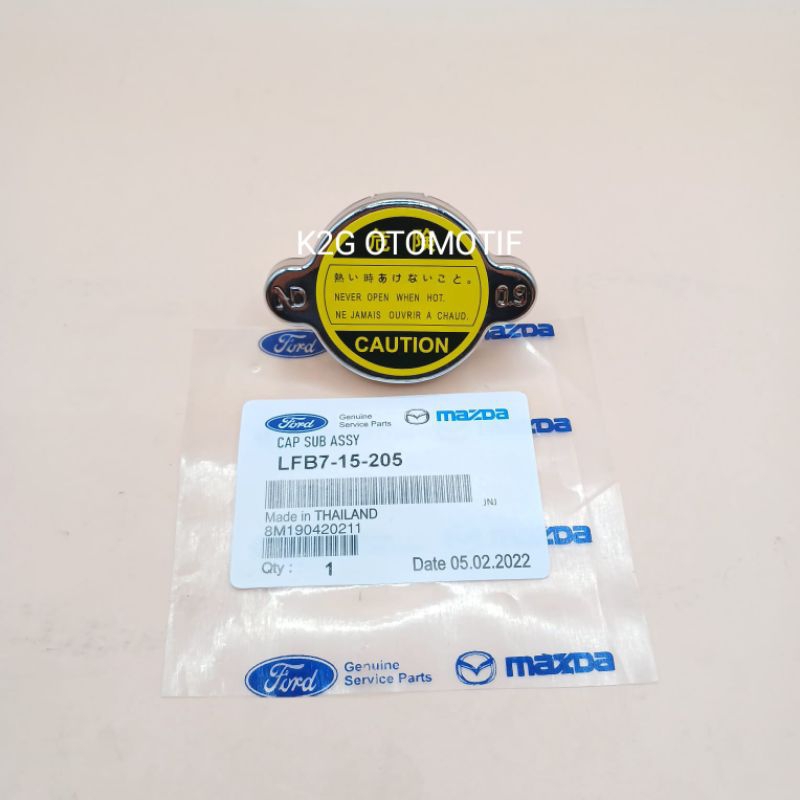 危険
K2G OTOMOTIF
熱い時あけないこと。
ND
0.9
NEVER OPEN WHEN HOT.
NE JAMAIS OUVRIR A CHAUD.
CAUTION
Ford
mazda
Ford
Genuine
Service Parts
mazda
mazda
CAP SUB ASSY
LFB7-15-205
JNJ
Made in THAILAND
8M190420211
mazda
Qty : 1
Date 05.02.2022
Ford
Genuine
Service Parts
mazda